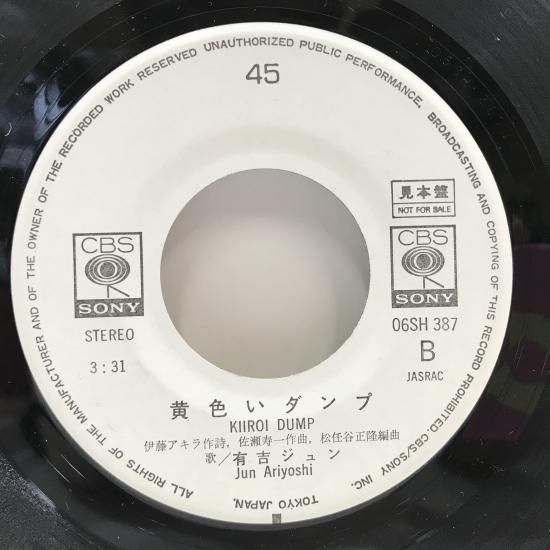 ALL RIGHTS OF THE MANUFACTURER AND OF THE OWNER OF THE RECORDED WORK RESERVED UNAUTHORIZED PUBLIC PERFORMANCE, BROADCASTING AND COPYING OF THIS RECORD PROHIBITED. CBS/SONY INC. TOKYO JAPAN,
45
見本盤
NOT FOR SALE
CBS
SONY
CBS
SONY
STEREO
3:31
06SH 387
B
JASRAC
黄色いダンプ
KIIROI DUMP
伊藤アキラ作詩, 佐瀬寿一作曲, 松任谷正隆編曲
歌/有吉ジュン
Jun Ariyoshi